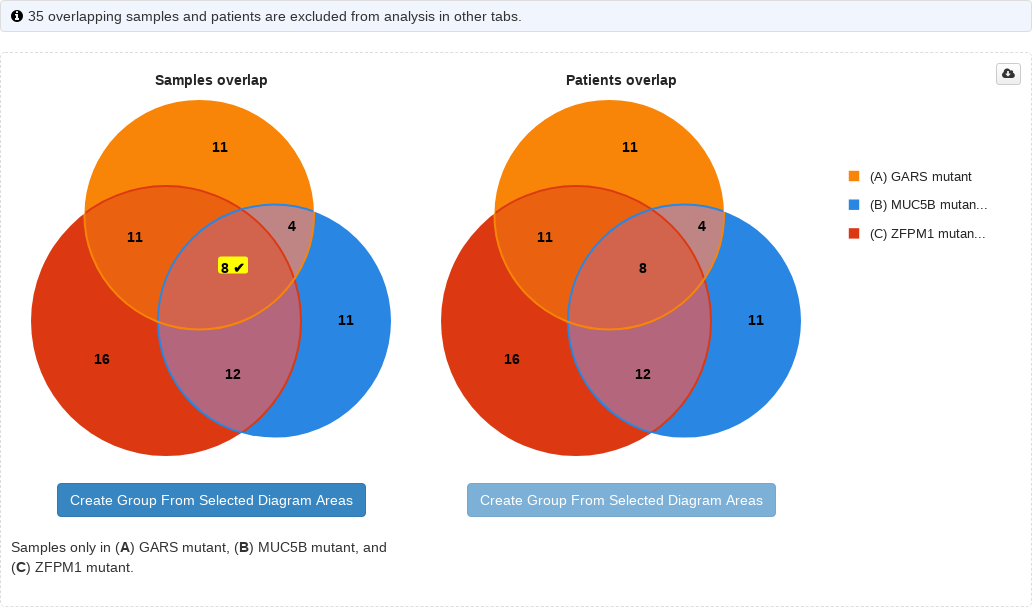 35 overlapping samples and patients are excluded from analysis in other tabs.
Samples overlap
11
11
4
8 ✔
11
16
12
Create Group From Selected Diagram Areas
Samples only in (A) GARS mutant, (B) MUC5B mutant, and
(C) ZFPM1 mutant.
Patients overlap
11
11
4
8
11
16
12
Create Group From Selected Diagram Areas
(A) GARS mutant
(B) MUC5B mutan...
(C) ZFPM1 mutan...